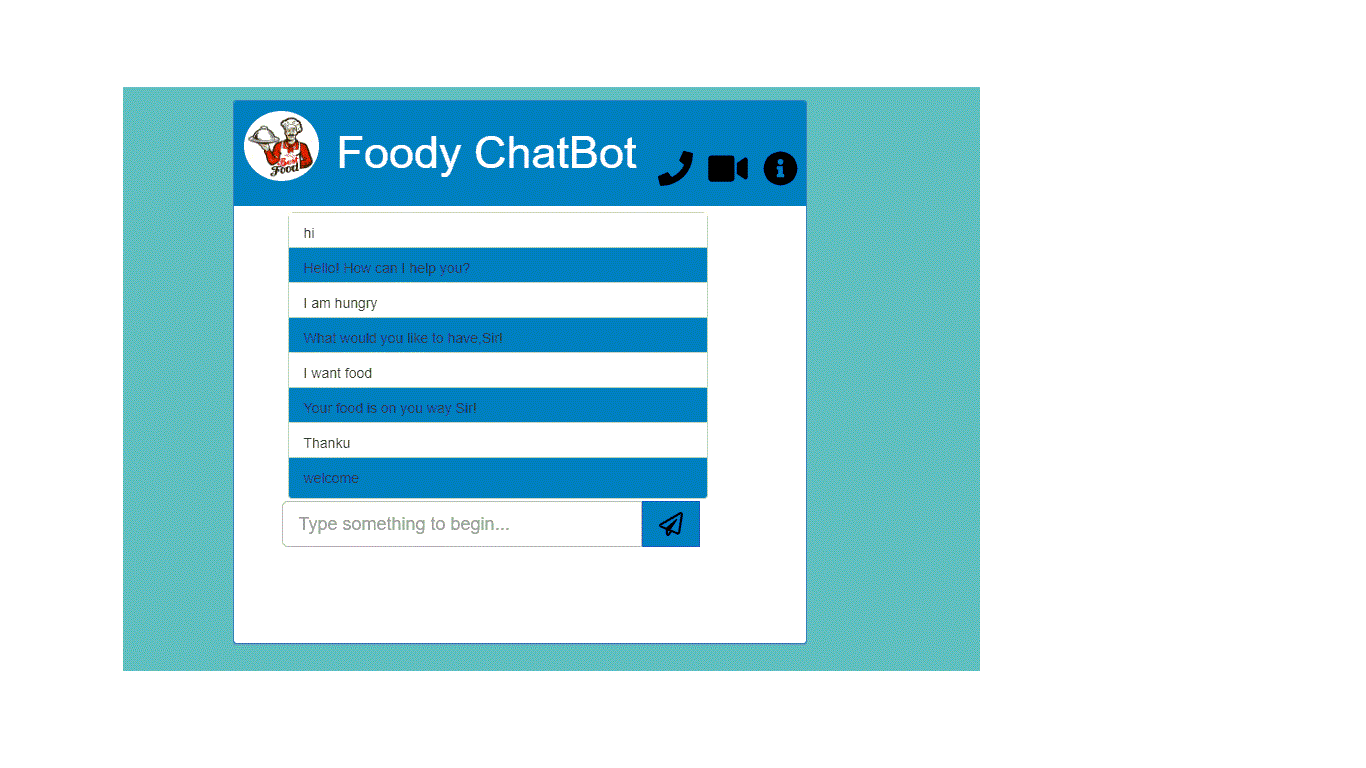 Best
Food
Foody ChatBot
hi
Hello! How can I help you?
I am hungry
What would you like to have,Sir!
I want food
Your food is on you way Sir!
Thanku
welcome
Type something to begin...